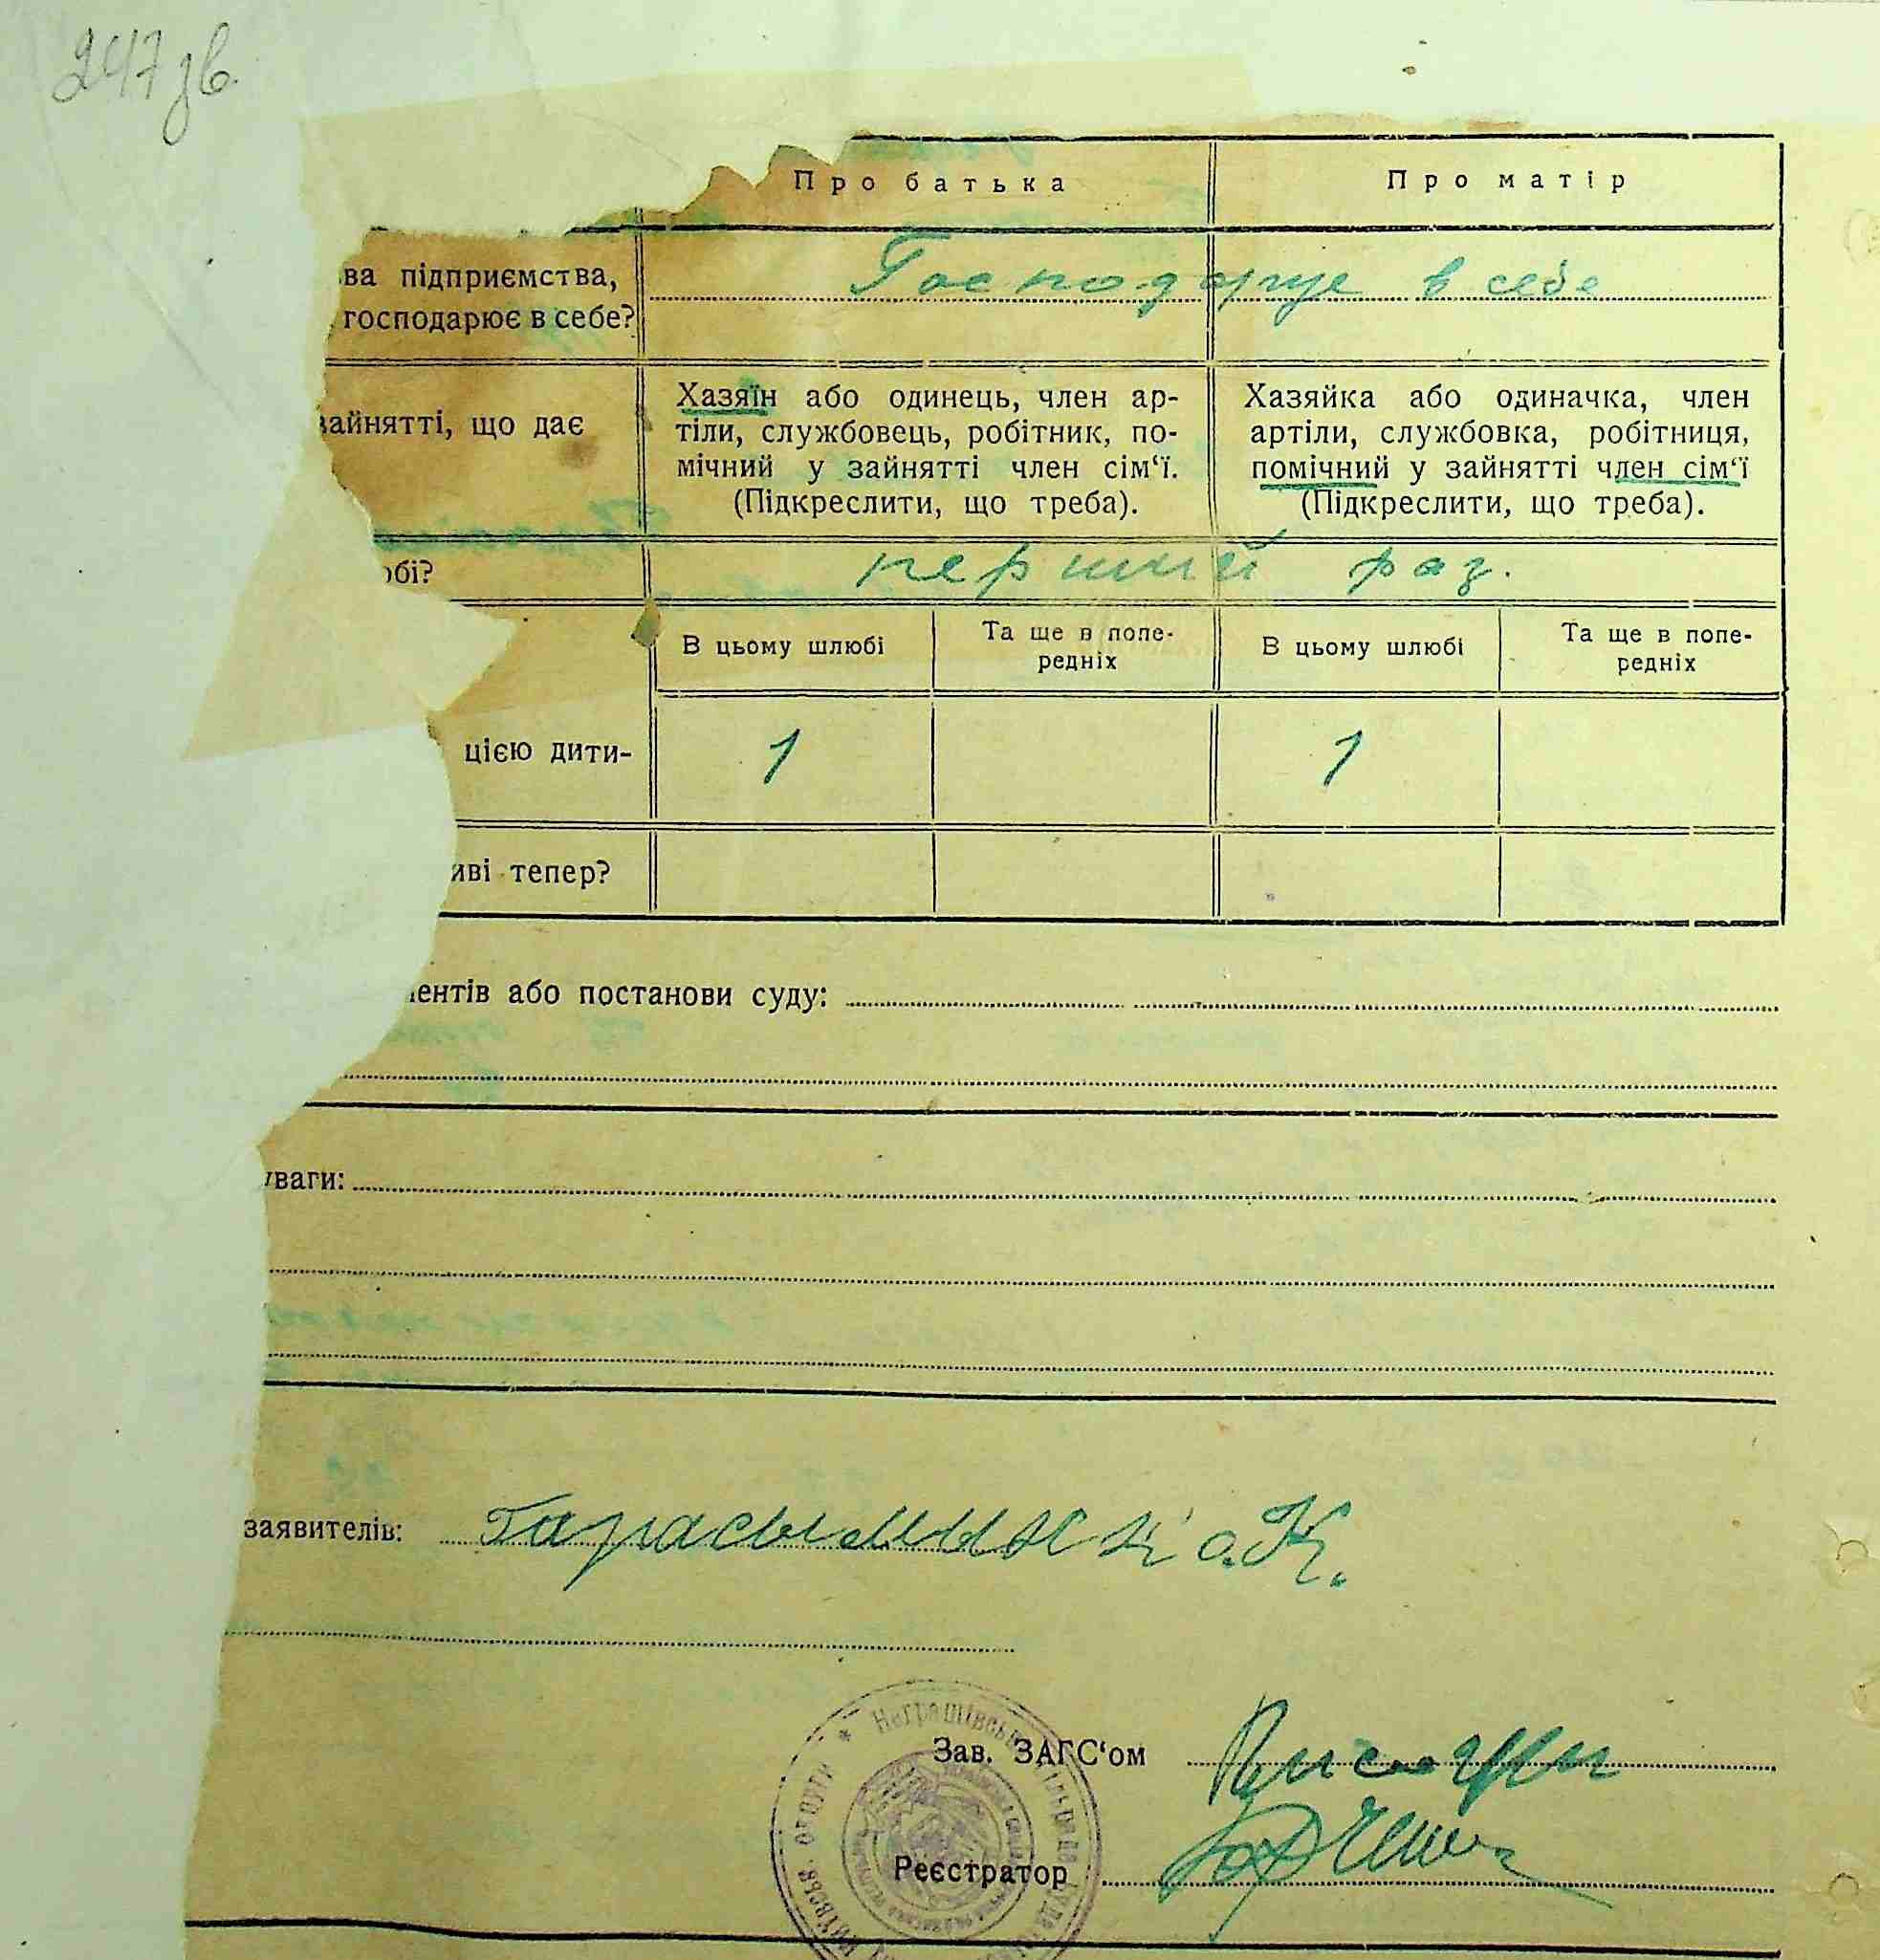 247 зв.
Про батька Про матір
ва підприємства,
господарює в себе?
Господарує в себе
зайнятті, що дає
Хазяїн або одинець, член ар-
тіли, службовець, робітник, по-
мічний у зайнятті член сім‘ї.
(Підкреслити, що треба).
Хазяйка або одиначка, член
артіли, службовка, робітниця,
помічний у зайнятті член сім‘ї
(Підкреслити, що треба).
обі?
перший раз.
В цьому шлюбі
Та ще в попе-
редніх
В цьому шлюбі
Та ще в попе-
редніх
цією дити-
1 1
иві тепер?
ментів або постанови суду:
уваги:
заявителів:
Зав. ЗАГС‘ом
Реєстратор